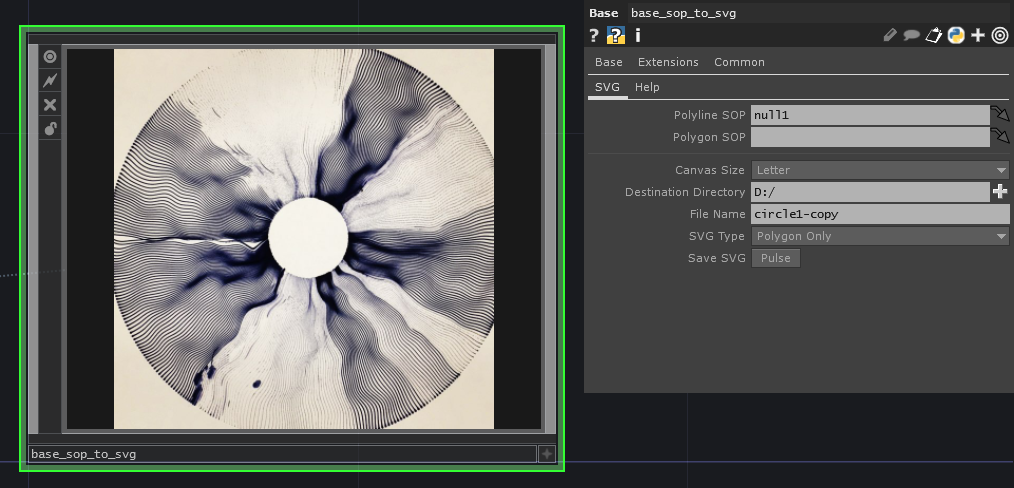 Base base_sop_to_svg
? ? i
Base Extensions Common
SVG Help
Polyline SOP null1
Polygon SOP
Canvas Size Letter
Destination Directory D:/
File Name circle1-copy
SVG Type Polygon Only
Save SVG Pulse
base_sop_to_svg